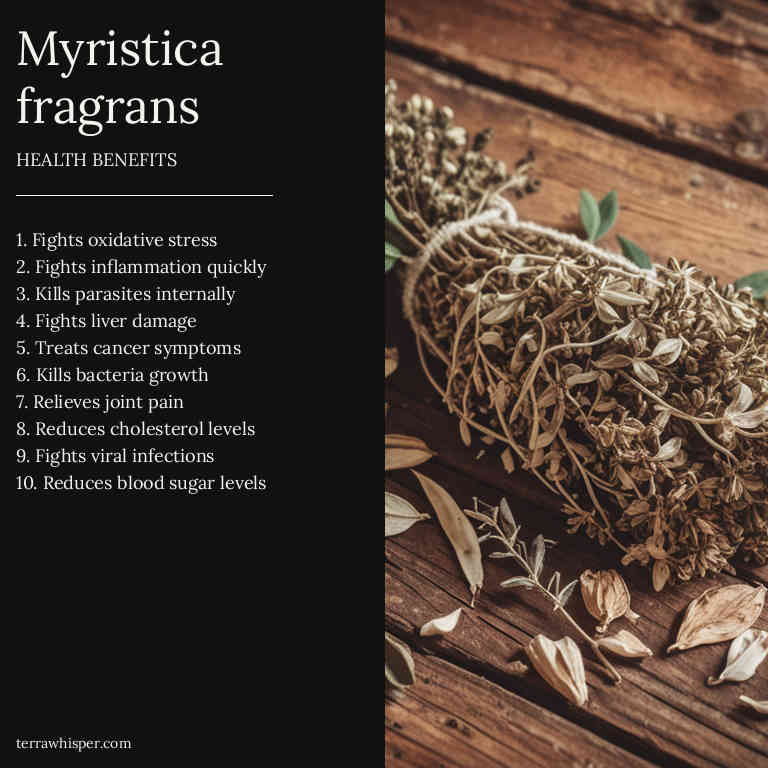 Myristica
fragrans
HEALTH BENEFITS
1. Fights oxidative stress
2. Fights inflammation quickly
3. Kills parasites internally
4. Fights liver damage
5. Treats cancer symptoms
6. Kills bacteria growth
7. Relieves joint pain
8. Reduces cholesterol levels
9. Fights viral infections
10. Reduces blood sugar levels
terrawhisper.com